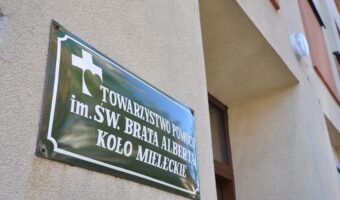 TOWARZYSTWO POMOCY
im. ŚW. BRATA ALBERTA
KOŁO MIELECKIE